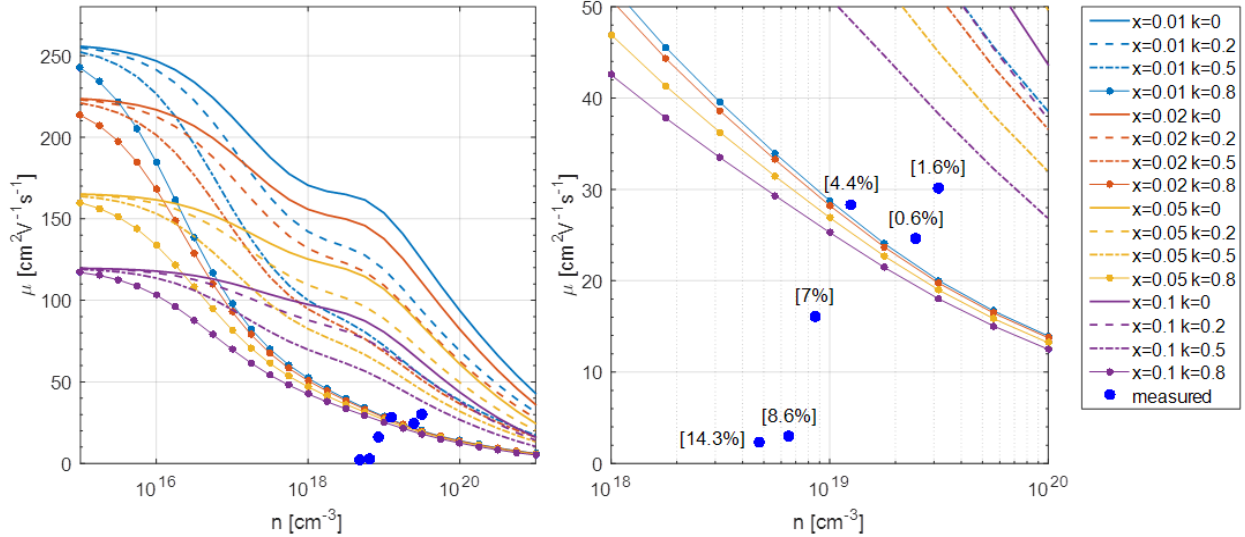 250
200
150
100
50
0
μ [cm²V⁻¹s⁻¹]
10¹⁶
10¹⁸
10²⁰
n [cm⁻³]
50
40
30
20
10
0
μ [cm²V⁻¹s⁻¹]
[1.6%]
[4.4%]
[0.6%]
[7%]
[8.6%]
[14.3%]
10¹⁸
10¹⁹
10²⁰
n [cm⁻³]
x=0.01 k=0
x=0.01 k=0.2
x=0.01 k=0.5
x=0.01 k=0.8
x=0.02 k=0
x=0.02 k=0.2
x=0.02 k=0.5
x=0.02 k=0.8
x=0.05 k=0
x=0.05 k=0.2
x=0.05 k=0.5
x=0.05 k=0.8
x=0.1 k=0
x=0.1 k=0.2
x=0.1 k=0.5
x=0.1 k=0.8
measured